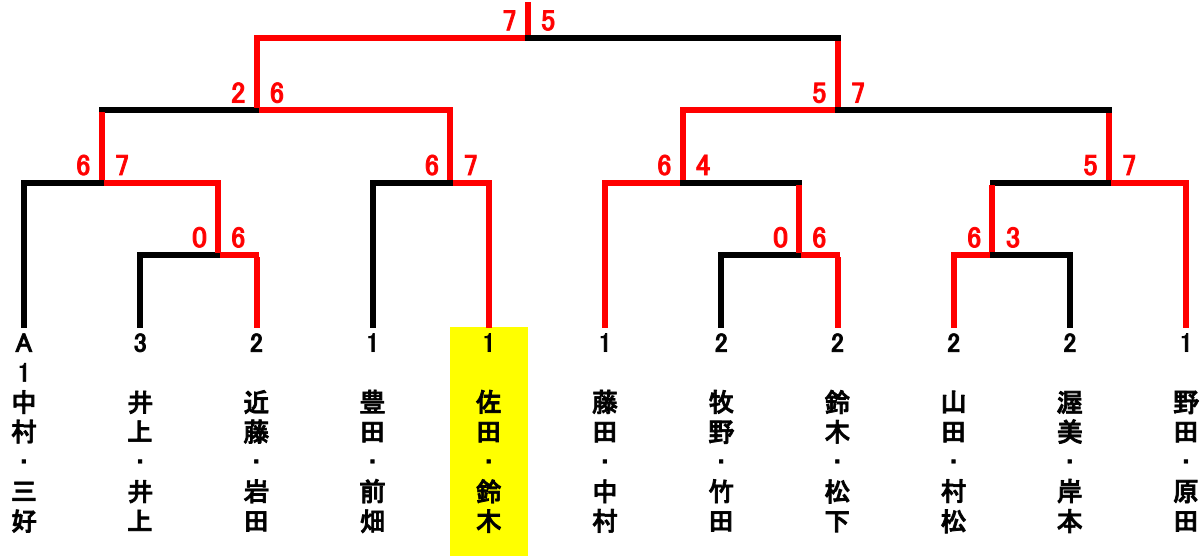 7 5
2 6
5 7
6 7
6 7
6 4
5 7
0 6
0 6
6 3
A1 中村・三好
3 井上・井上
2 近藤・岩田
1 豊田・前畑
1 佐田・鈴木
1 藤田・中村
2 牧野・竹田
2 鈴木・松下
2 山田・村松
2 渥美・岸本
1 野田・原田